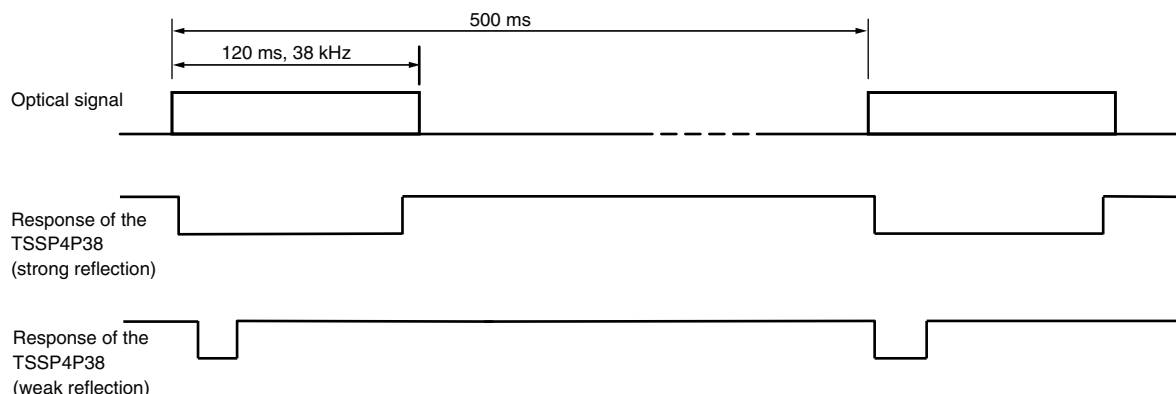 500 ms
120 ms, 38 kHz
Optical signal
Response of the
TSSP4P38
(strong reflection)
Response of the
TSSP4P38
(weak reflection)